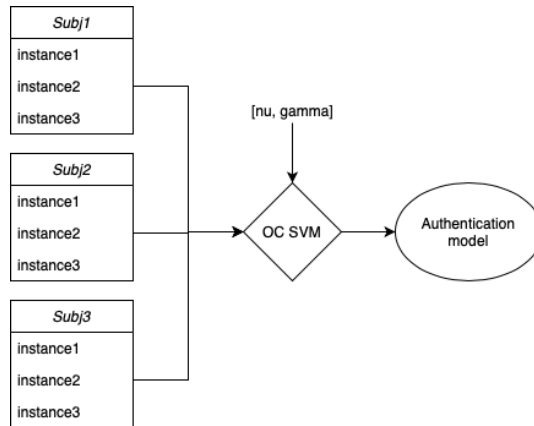 Subj1
instance1
instance2
instance3
[nu, gamma]
Subj2
instance1
instance2
instance3
OC SVM
Authentication
model
Subj3
instance1
instance2
instance3